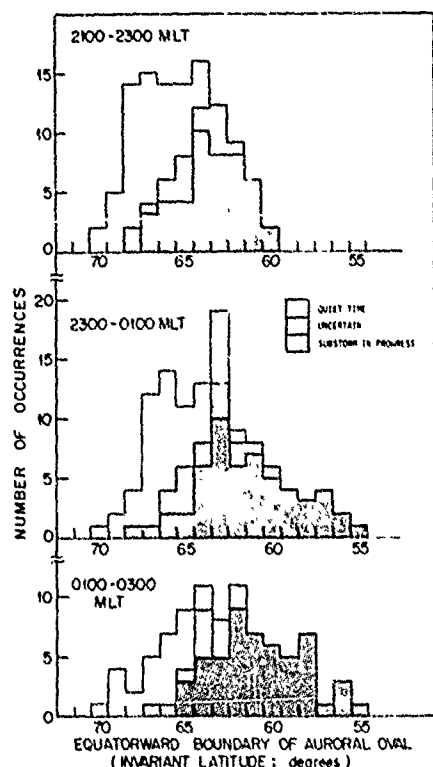 2100-2300 MLT
15
10
5
0
70
65
60
55
2300-0100 MLT
20
15
10
5
0
QUIET TIME
UNCERTAIN
SUBSTORM IN PROGRESS
70
65
60
55
0100-0300
MLT
10
5
0
70
65
60
55
NUMBER OF OCCURRENCES
EQUATORWARD BOUNDARY OF AURORAL OVAL
(INVARIANT LATITUDE: degrees)